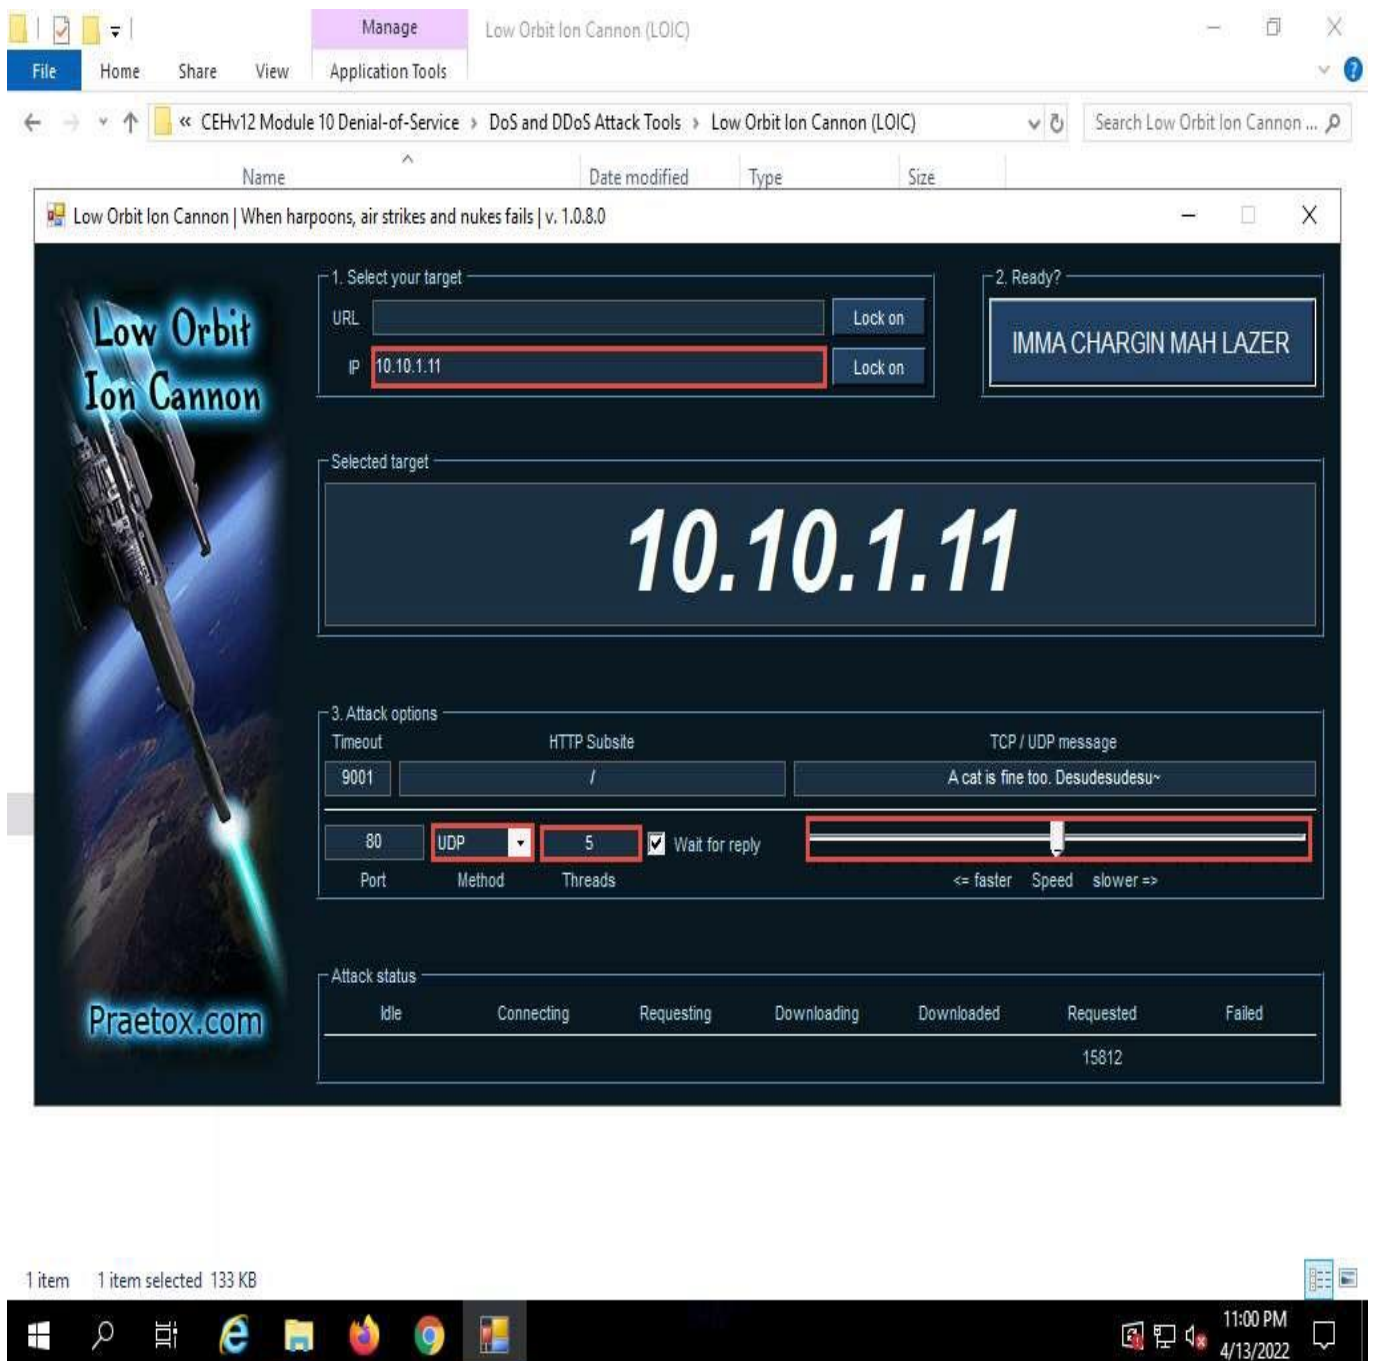 Manage
Low Orbit Ion Cannon (LOIC)
File Home Share View Application Tools
« CEHv12 Module 10 Denial-of-Service › DoS and DDoS Attack Tools › Low Orbit Ion Cannon (LOIC)
Search Low Orbit Ion Cannon ...
Name Date modified Type Size
Low Orbit Ion Cannon | When harpoons, air strikes and nukes fails | v. 1.0.8.0
Low Orbit
Ion Cannon
Praetox.com
1. Select your target
URL Lock on
IP 10.10.1.11 Lock on
2. Ready?
IMMA CHARGIN MAH LAZER
Selected target
10.10.1.11
3. Attack options
Timeout HTTP Subsite TCP / UDP message
9001 / A cat is fine too. Desudesudesu~
80 UDP 5 Wait for reply
Port Method Threads <= faster Speed slower =>
Attack status
Idle Connecting Requesting Downloading Downloaded Requested Failed
15812
1 item 1 item selected 133 KB
11:00 PM
4/13/2022